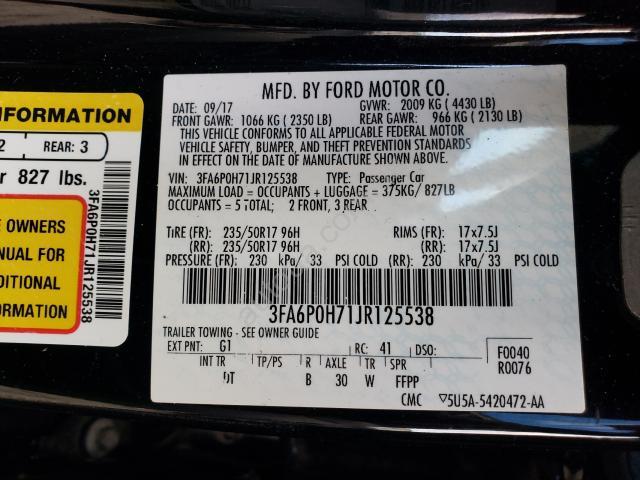 INFORMATION
2 REAR: 3
r 827 lbs.
E OWNERS
ANUAL FOR
DITIONAL
ORMATION
3FA6P0H71JR125538
MFD. BY FORD MOTOR CO.
DATE: 09/17 GVWR: 2009 KG ( 4430 LB)
FRONT GAWR: 1066 KG ( 2350 LB) REAR GAWR: 966 KG ( 2130 LB)
THIS VEHICLE CONFORMS TO ALL APPLICABLE FEDERAL MOTOR
VEHICLE SAFETY, BUMPER, AND THEFT PREVENTION STANDARDS
IN EFFECT ON THE DATE OF MANUFACTURE SHOWN ABOVE.
VIN: 3FA6P0H71JR125538 TYPE: Passenger Car
MAXIMUM LOAD = OCCUPANTS + LUGGAGE = 375KG/ 827LB
OCCUPANTS = 5 TOTAL; 2 FRONT, 3 REAR.
TIRE (FR): 235/50R17 96H RIMS (FR): 17x7.5J
(RR): 235/50R17 96H (RR): 17x7.5J
PRESSURE (FR): 230 kPa/ 33 PSI COLD (RR): 230 kPa/ 33 PSI COLD
3FA6P0H71JR125538
TRAILER TOWING - SEE OWNER GUIDE
EXT PNT: G1 RC: 41 DSO: F0040
R0076
INT TR TP/PS R AXLE TR SPR
DT B 30 W FFPP
CMC ▽5U5A-5420472-AA